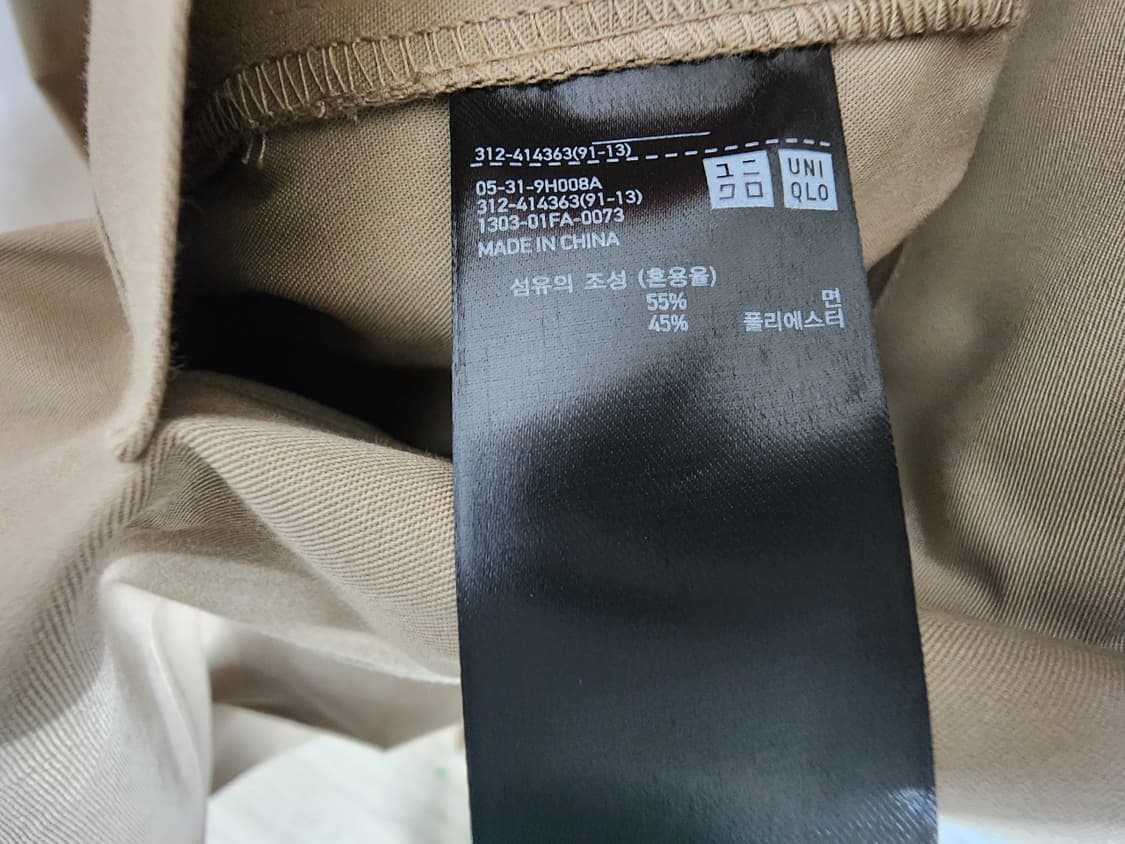 312-414363(91-13)
ユニ
クロ
UNI
QLO
05-31-9H008A
312-414363(91-13)
1303-01FA-0073
MADE IN CHINA
섬유의 조성 (혼용율)
55% 면
45% 폴리에스터